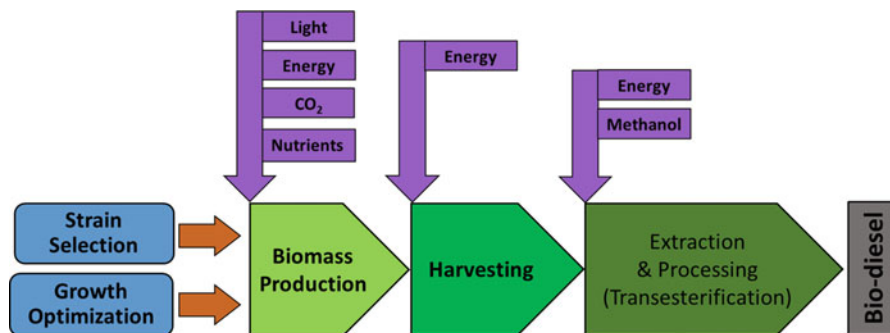 Light
Energy
CO₂
Nutrients
Energy
Energy
Methanol
Strain
Selection
Growth
Optimization
Biomass
Production
Harvesting
Extraction
& Processing
(Transesterification)
Bio-diesel